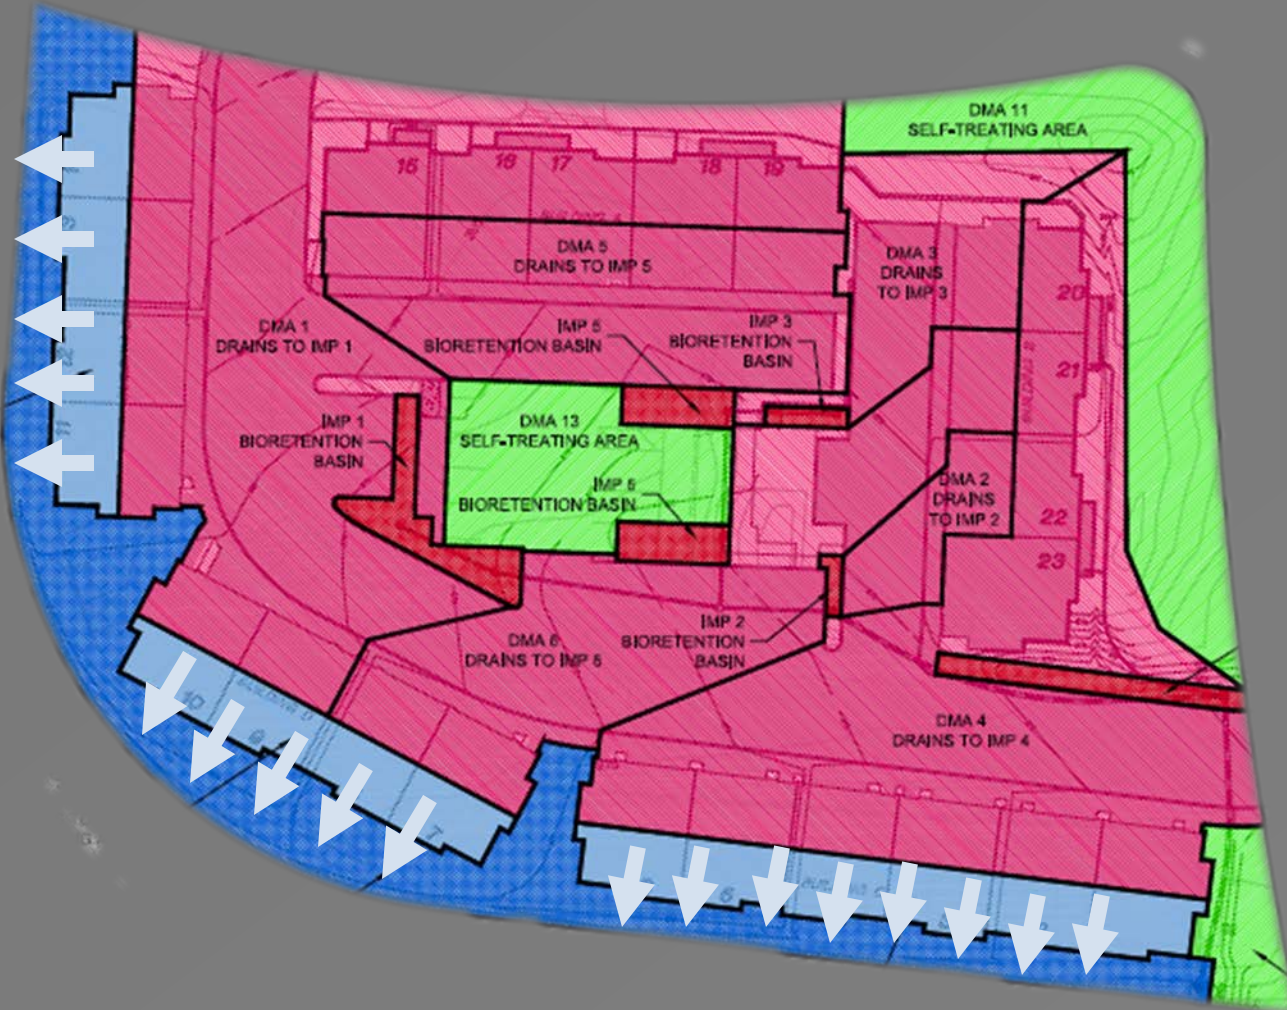 DMA 11
SELF-TREATING AREA
15
16
17
18
19
DMA 5
DRAINS TO IMP 5
DMA 3
DRAINS
TO IMP 3
20
DMA 1
DRAINS TO IMP 1
IMP 5
BIORETENTION BASIN
IMP 3
BIORETENTION
BASIN
21
IMP 1
BIORETENTION
BASIN
DMA 13
SELF-TREATING AREA
IMP 6
BIORETENTION BASIN
DMA 2
DRAINS
TO IMP 2
22
23
DMA 6
DRAINS TO IMP 6
IMP 2
BIORETENTION
BASIN
10
DMA 4
DRAINS TO IMP 4
7
6